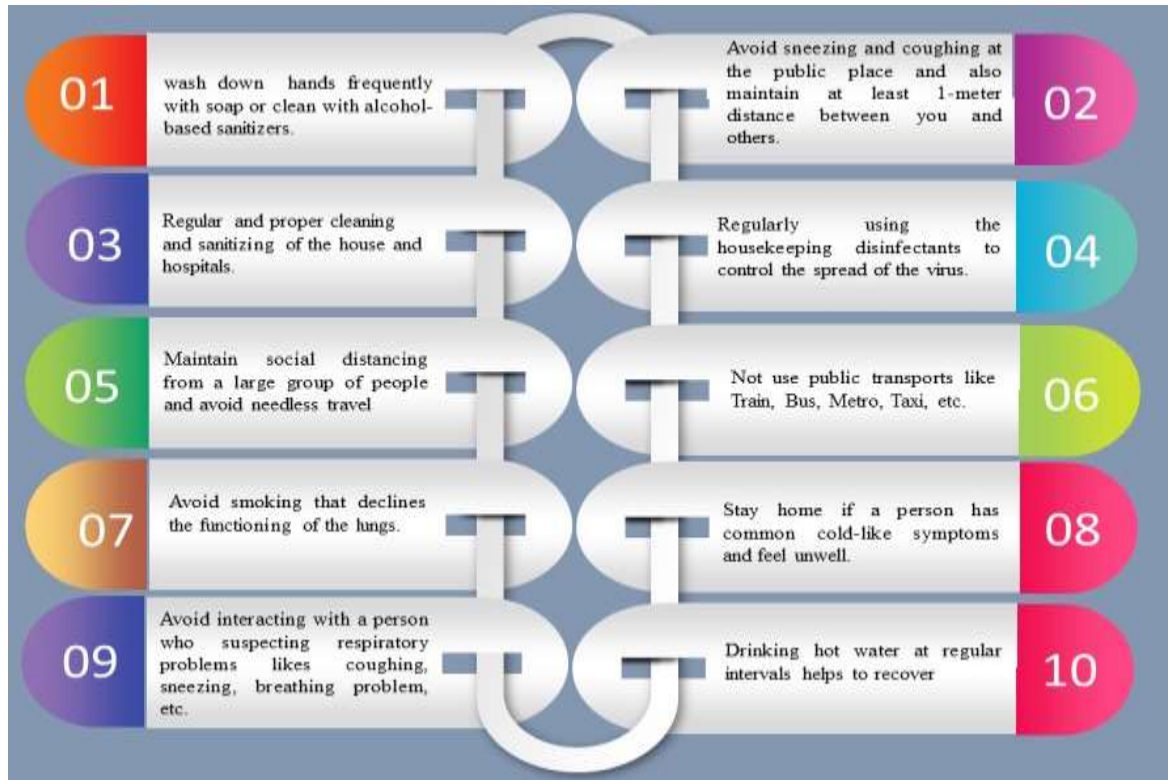 01
wash down hands frequently
with soap or clean with alcohol-
based sanitizers.
Avoid sneezing and coughing at
the public place and also
maintain at least 1-meter
distance between you and
others.
02
03
Regular and proper cleaning
and sanitizing of the house and
hospitals.
Regularly using the
housekeeping disinfectants to
control the spread of the virus.
04
05
Maintain social distancing
from a large group of people
and avoid needless travel
Not use public transports like
Train, Bus, Metro, Taxi, etc.
06
07
Avoid smoking that declines
the functioning of the lungs.
Stay home if a person has
common cold-like symptoms
and feel unwell.
08
09
Avoid interacting with a person
who suspecting respiratory
problems likes coughing,
sneezing, breathing problem,
etc.
Drinking hot water at regular
intervals helps to recover
10